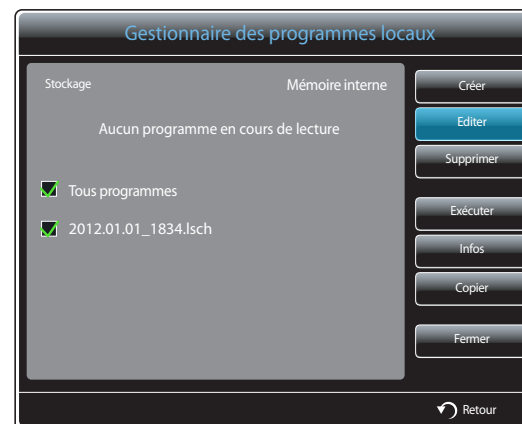 Gestionnaire des programmes locaux
Stockage Mémoire interne
Aucun programme en cours de lecture
Tous programmes
2012.01.01_1834.lsch
Créer
Editer
Supprimer
Exécuter
Infos
Copier
Fermer
Retour